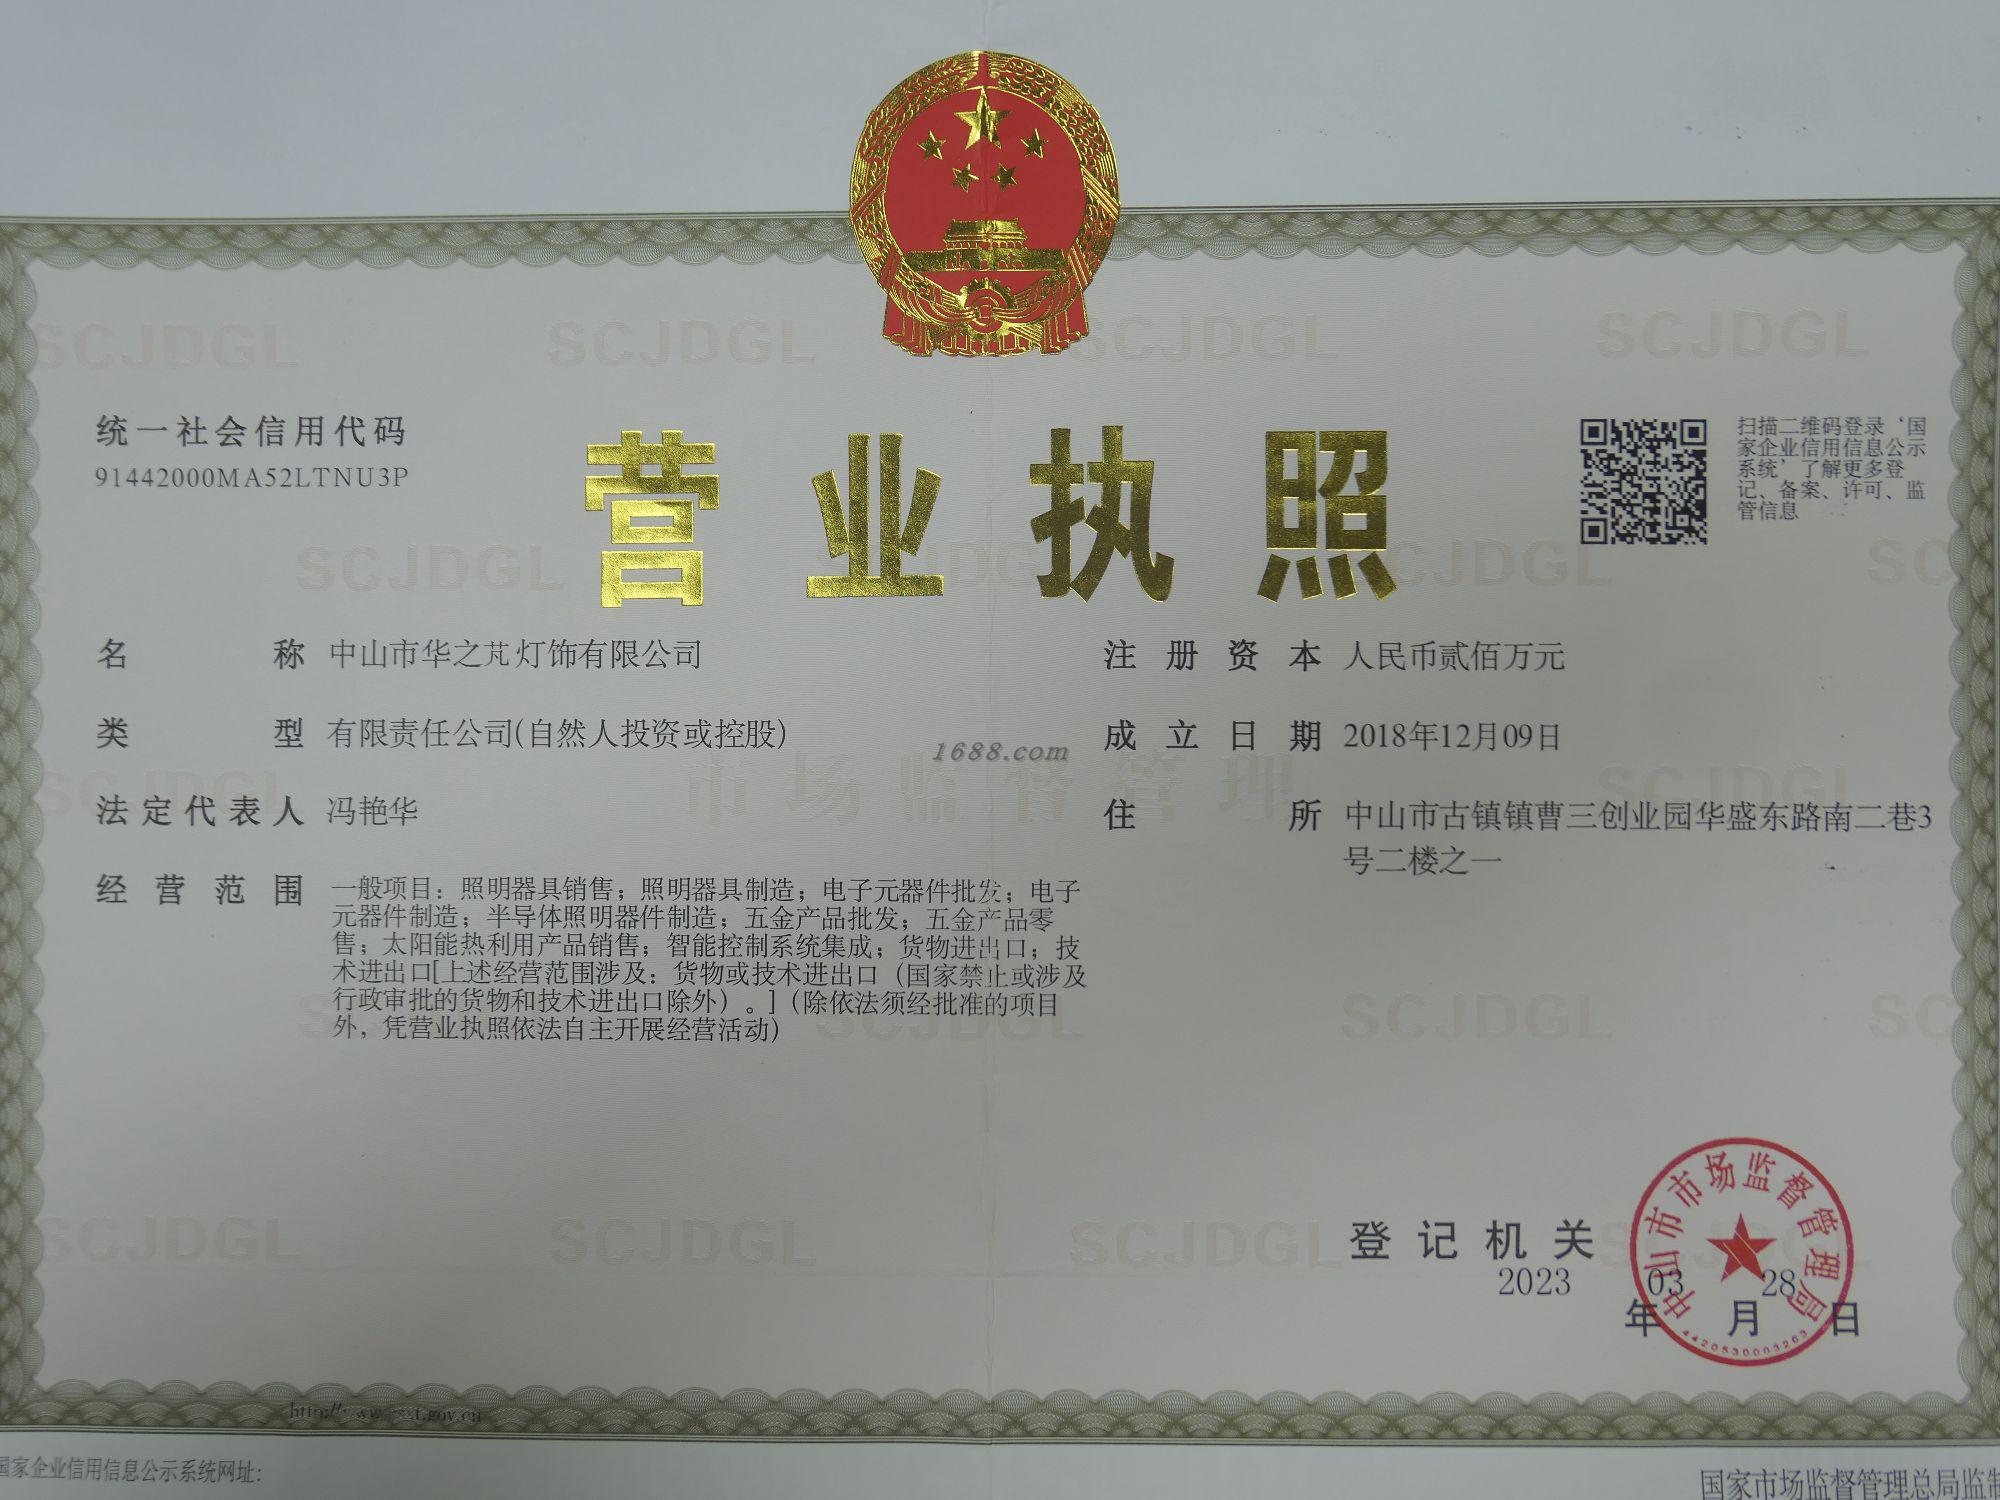 统一社会信用代码
91442000MA52LTNU3P
营业执照
扫描二维码登录‘国
家企业信用信息公示
系统’了解更多登
记、备案、许可、监
管信息
名称 中山市华之芃灯饰有限公司
类型 有限责任公司(自然人投资或控股)
法定代表人 冯艳华
经营范围 一般项目：照明器具销售；照明器具制造；电子元器件批发；电子
元器件制造；半导体照明器件制造；五金产品批发；五金产品零
售；太阳能热利用产品销售；智能控制系统集成；货物进出口；技
术进出口[上述经营范围涉及：货物或技术进出口（国家禁止或涉及
行政审批的货物和技术进出口除外）。]（除依法须经批准的项目
外，凭营业执照依法自主开展经营活动）
注册资本 人民币贰佰万元
成立日期 2018年12月09日
住所 中山市古镇镇曹三创业园华盛东路南二巷3
号二楼之一
1688.com
市场监督管理
SCJDGL
登记机关
2023 03 28
年 月 日
中山市市场监督管理局
4420530003263
国家企业信用信息公示系统网址：
国家市场监督管理总局监制